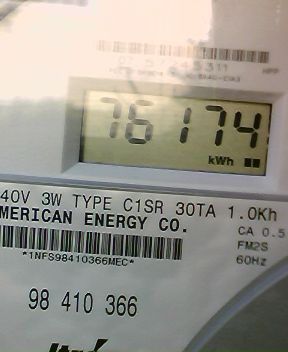 76174
kWh
40V 3W TYPE C1SR 30TA 1.0Kh
MERICAN ENERGY CO.
CA 0.5
FM2S
*1NFS98410366MEC*
60Hz
98 410 366